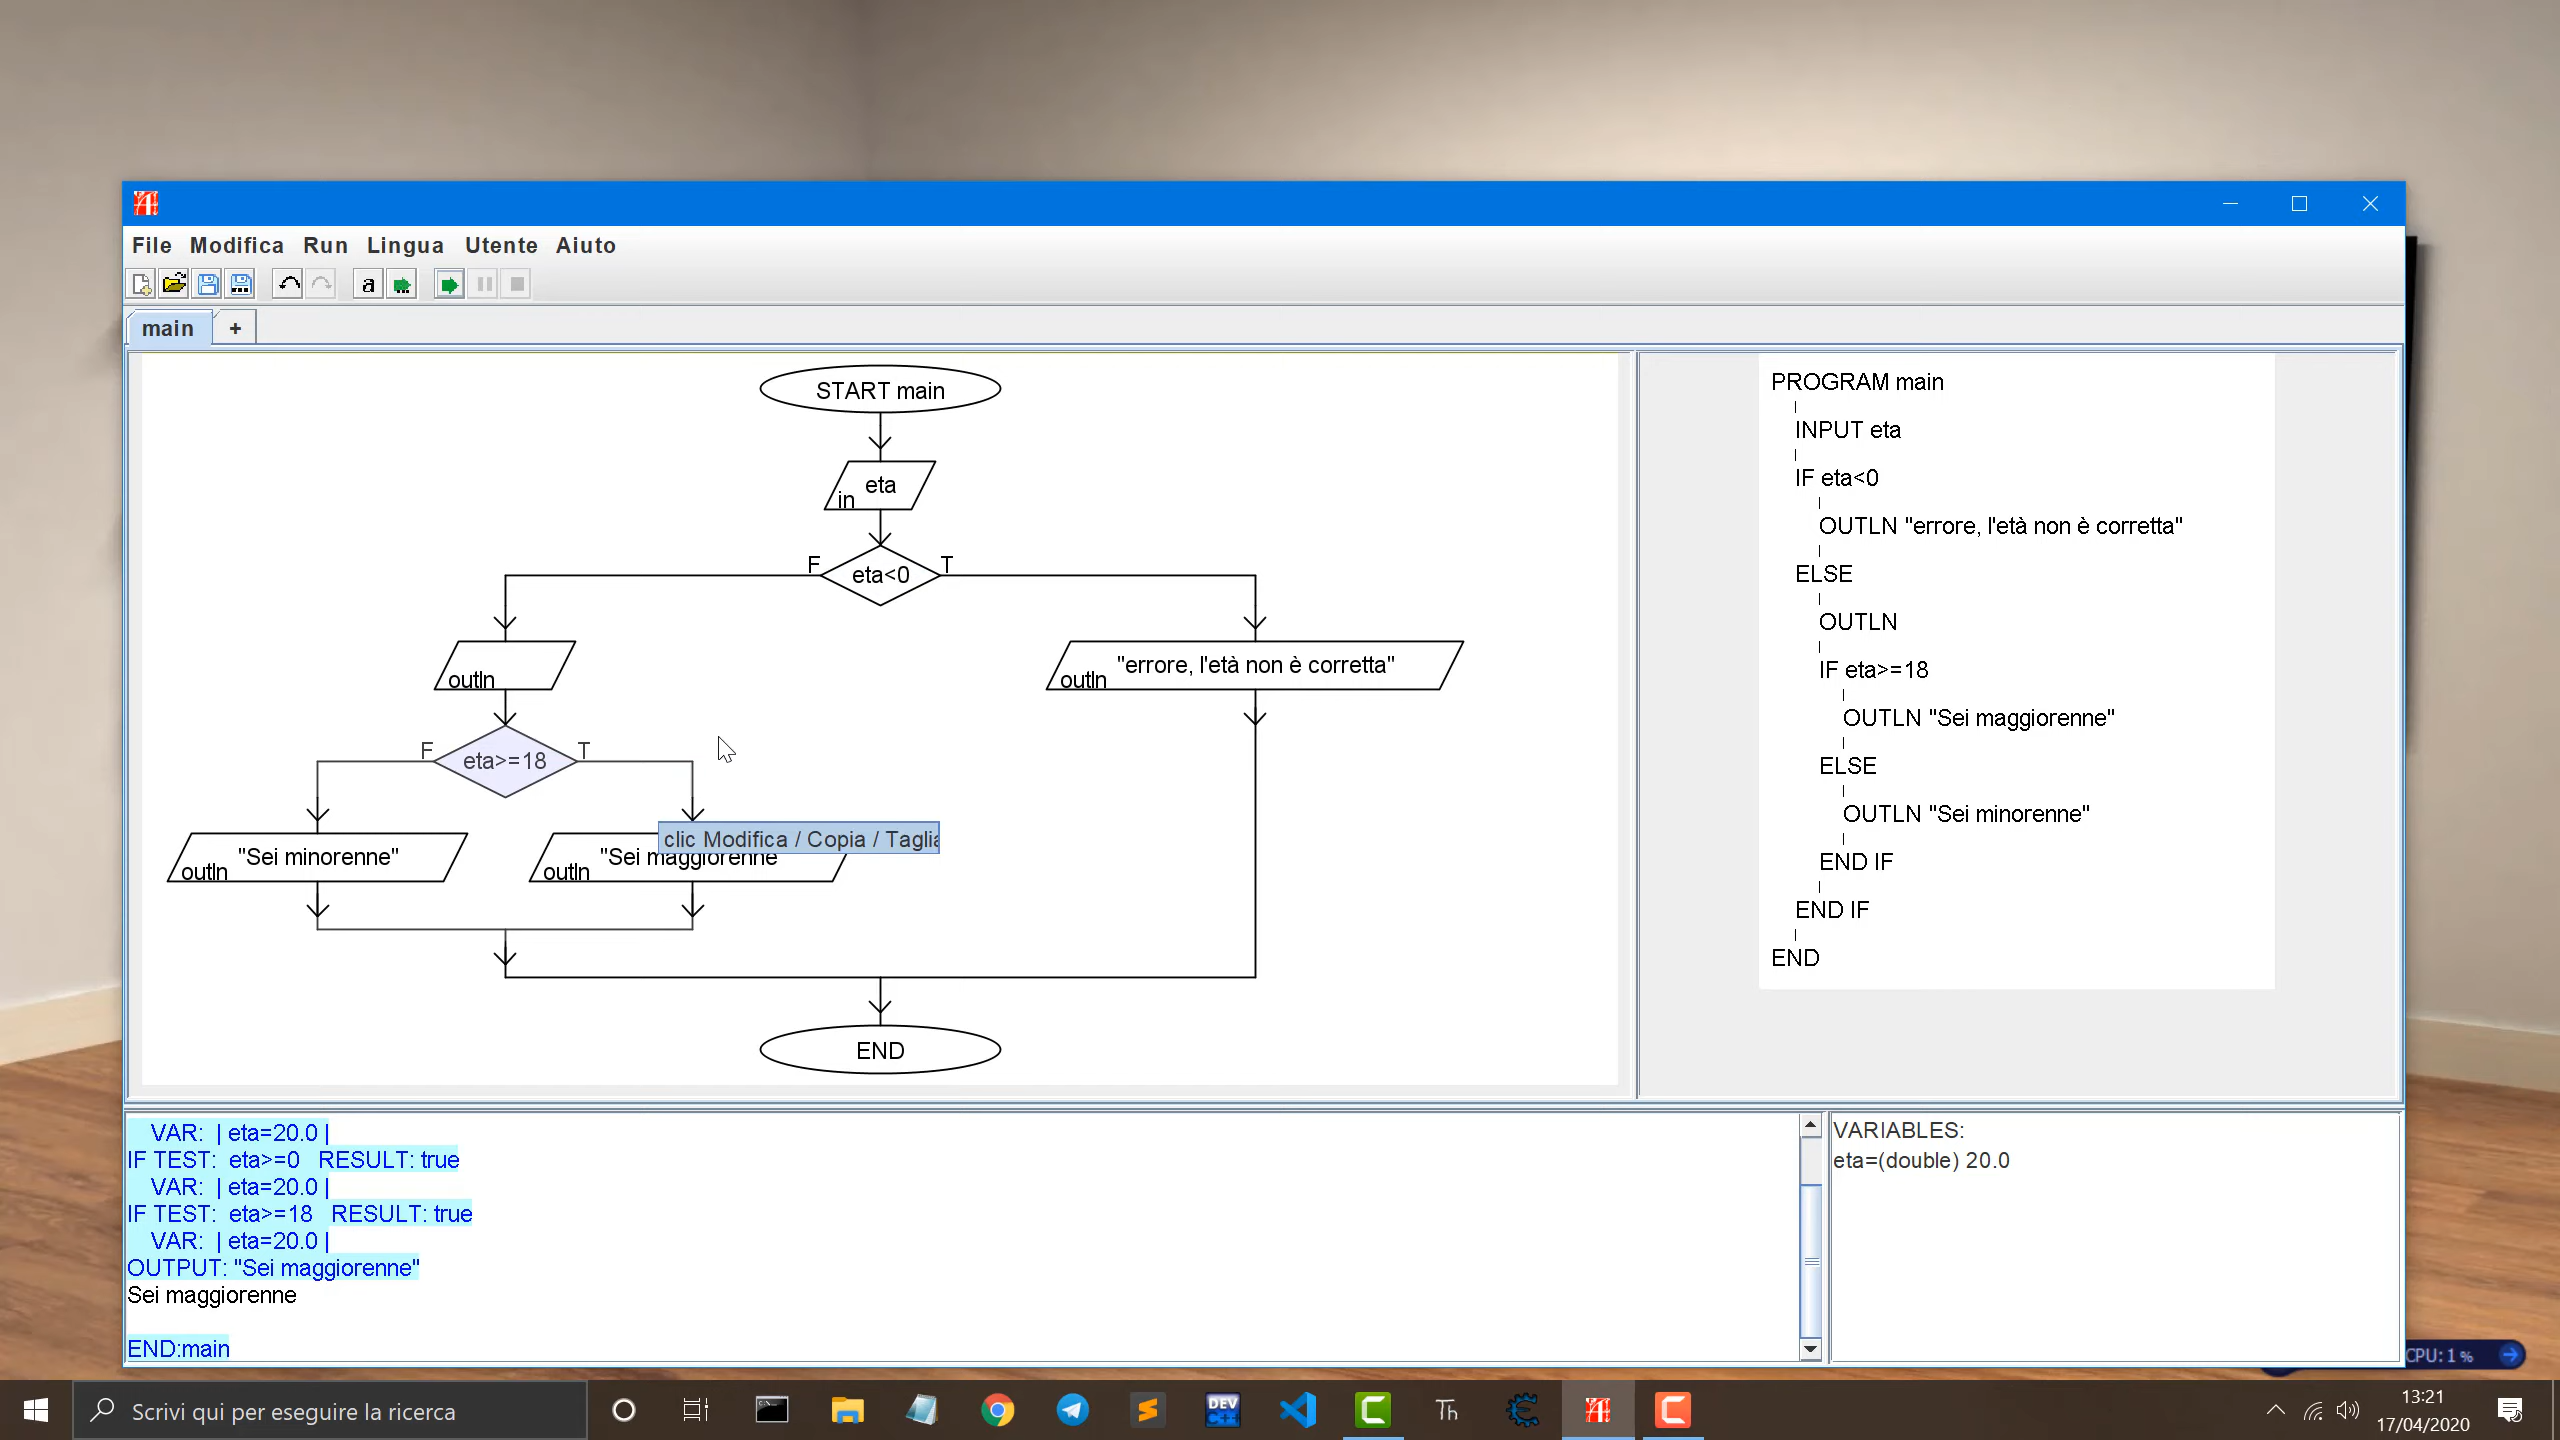 File Modifica Run Lingua Utente Aiuto
a
main +
START main
eta
in
F eta<0 T
outln
"errore, l'età non è corretta"
outln
F eta>=18 T
clic Modifica / Copia / Taglia
"Sei minorenne"
outln
"Sei maggiorenne
outln
END
PROGRAM main
INPUT eta
IF eta<0
OUTLN "errore, l'età non è corretta"
ELSE
OUTLN
IF eta>=18
OUTLN "Sei maggiorenne"
ELSE
OUTLN "Sei minorenne"
END IF
END IF
END
VAR: | eta=20.0 |
IF TEST: eta>=0 RESULT: true
VAR: | eta=20.0 |
IF TEST: eta>=18 RESULT: true
VAR: | eta=20.0 |
OUTPUT: "Sei maggiorenne"
Sei maggiorenne
END:main
VARIABLES:
eta=(double) 20.0
CPU: 1 %
Scrivi qui per eseguire la ricerca
DEV
C++
Th
13:21
17/04/2020